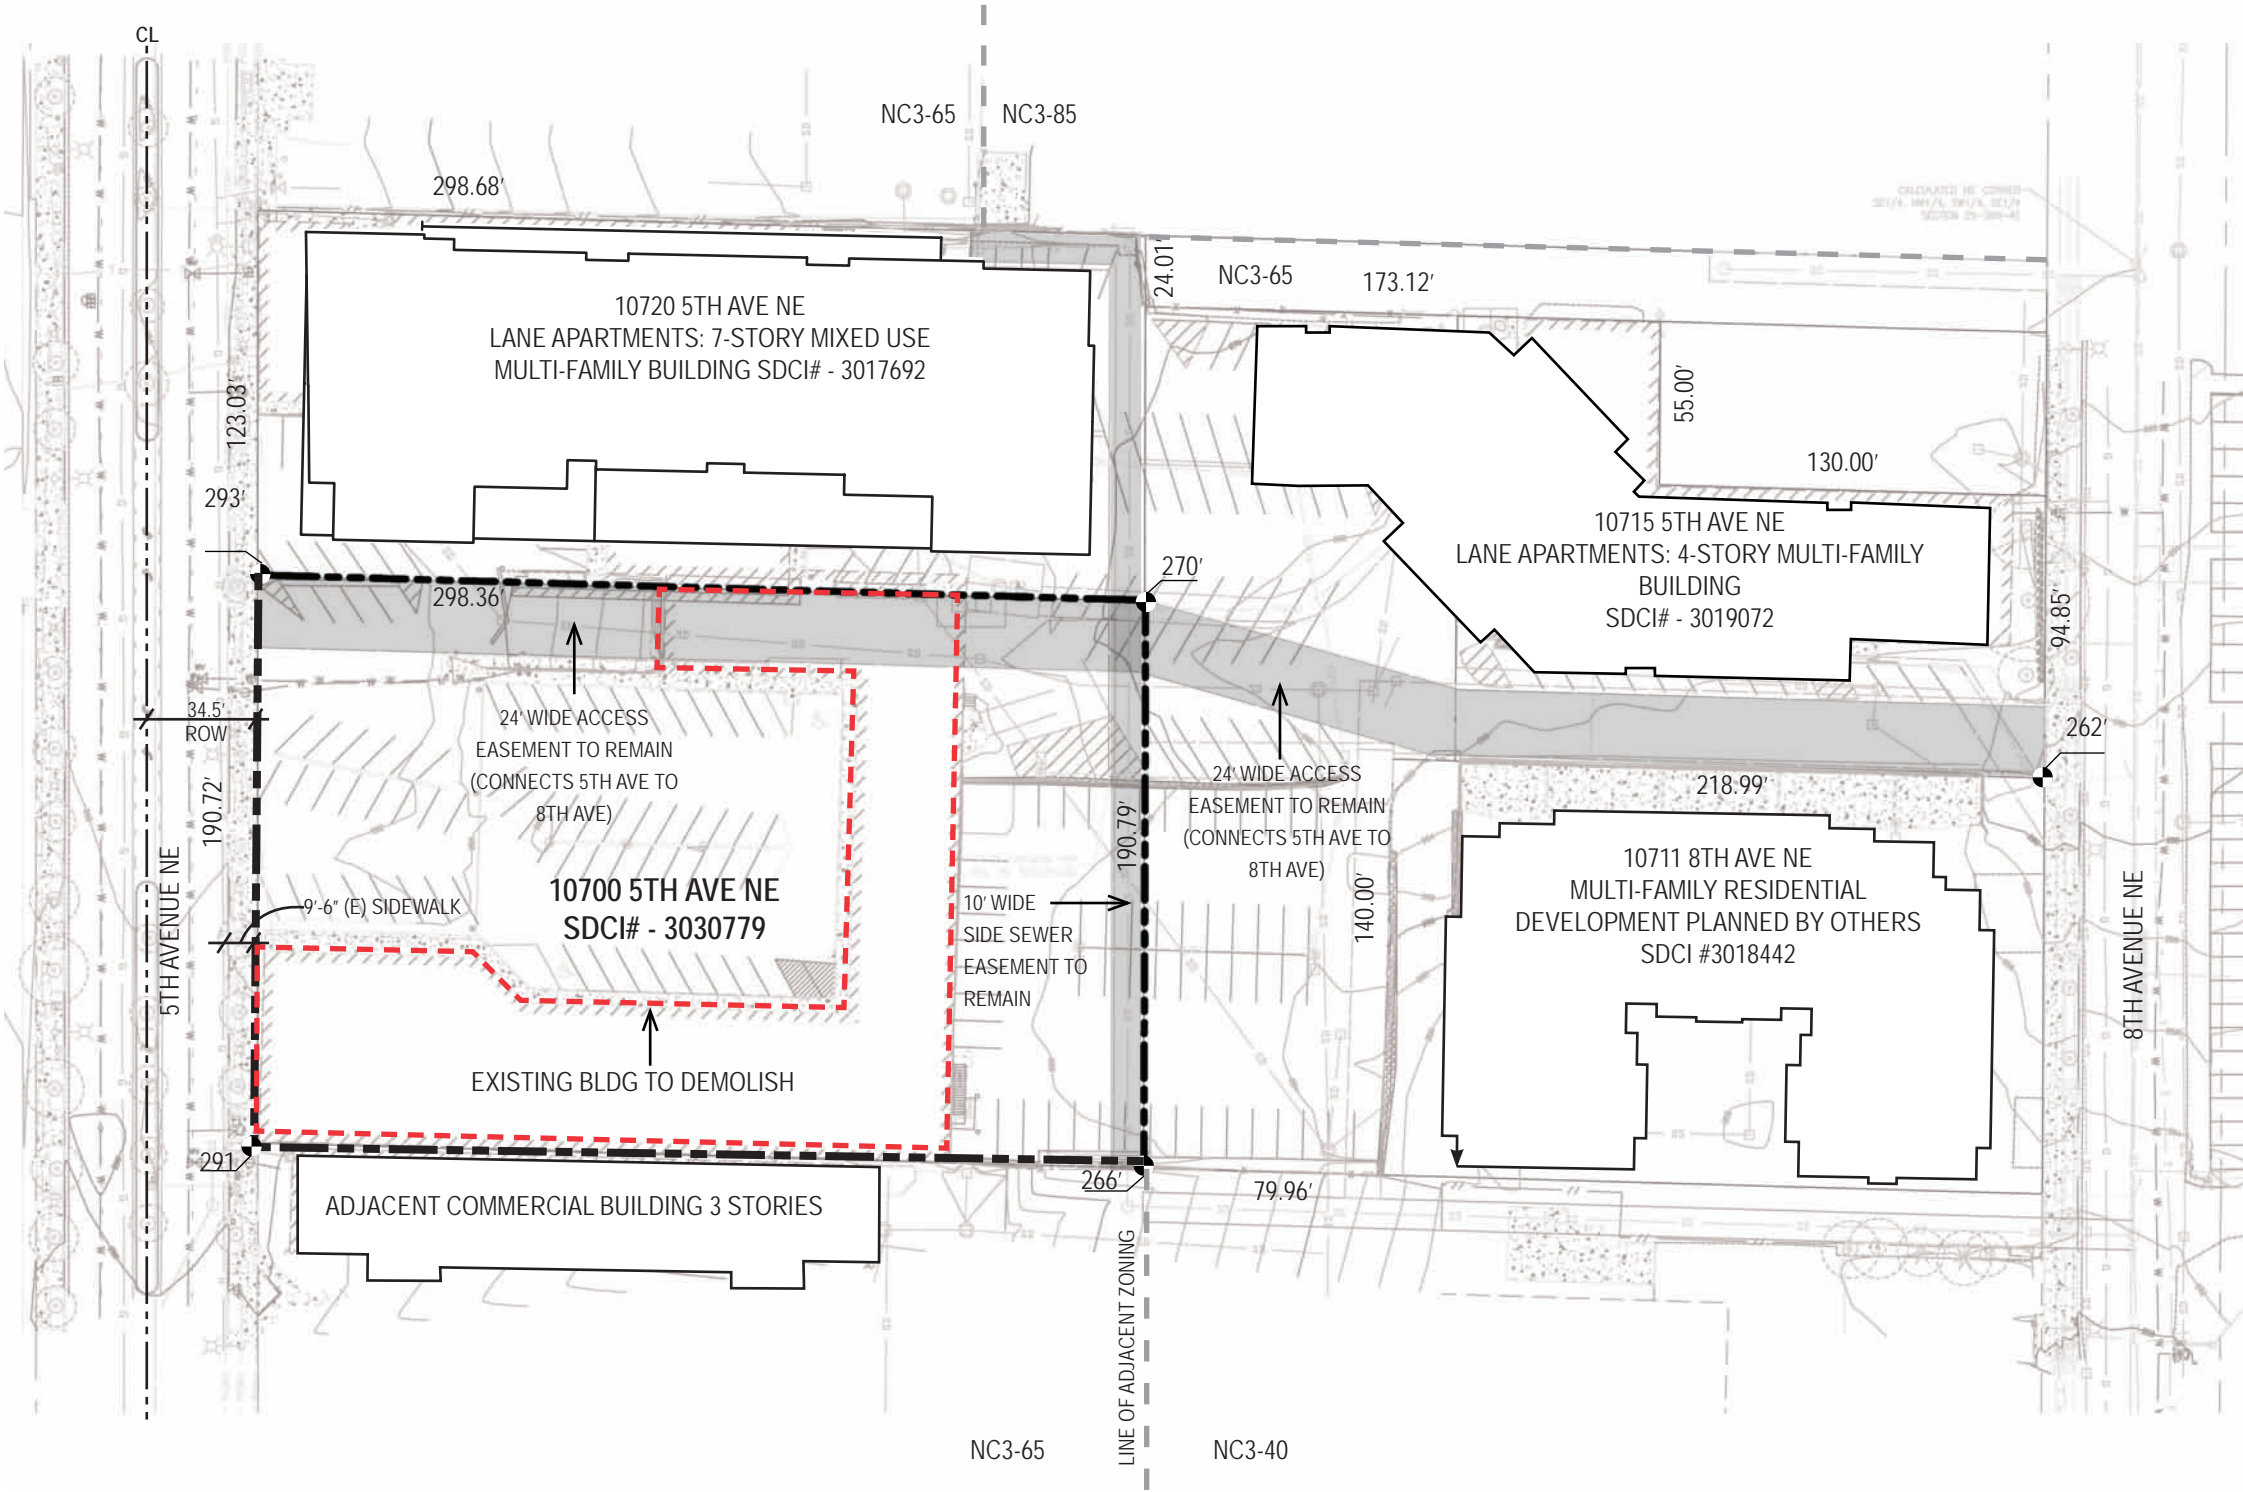 CL
NC3-65
NC3-85
298.68'
24.01'
NC3-65
173.12'
10720 5TH AVE NE
LANE APARTMENTS: 7-STORY MIXED USE
MULTI-FAMILY BUILDING SDCI# - 3017692
123.03'
55.00'
130.00'
293'
10715 5TH AVE NE
LANE APARTMENTS: 4-STORY MULTI-FAMILY
BUILDING
SDCI# - 3019072
270'
298.36'
94.85'
34.5'
ROW
24' WIDE ACCESS
EASEMENT TO REMAIN
(CONNECTS 5TH AVE TO
8TH AVE)
262'
24' WIDE ACCESS
EASEMENT TO REMAIN
(CONNECTS 5TH AVE TO
8TH AVE)
218.99'
190.72'
190.79'
5TH AVENUE NE
10700 5TH AVE NE
SDCI# - 3030779
9'-6" (E) SIDEWALK
10' WIDE
SIDE SEWER
EASEMENT TO
REMAIN
140.00'
10711 8TH AVE NE
MULTI-FAMILY RESIDENTIAL
DEVELOPMENT PLANNED BY OTHERS
SDCI #3018442
8TH AVENUE NE
EXISTING BLDG TO DEMOLISH
291'
266'
79.96'
ADJACENT COMMERCIAL BUILDING 3 STORIES
LINE OF ADJACENT ZONING
NC3-65
NC3-40